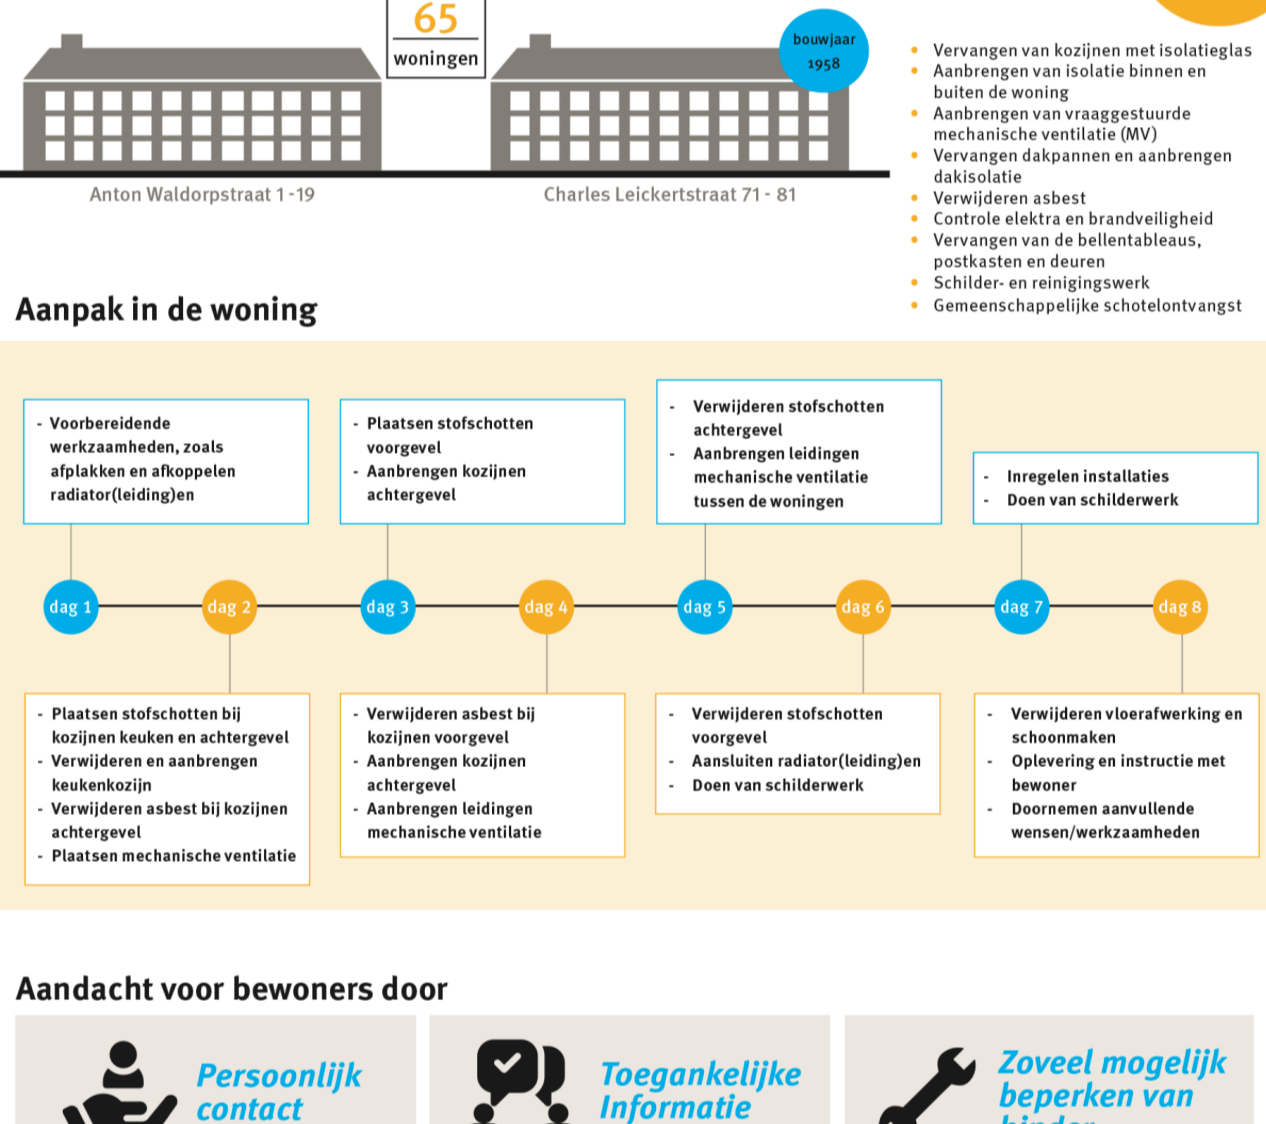 65
woningen
bouwjaar
1958
Anton Waldorpstraat 1 -19
Charles Leickertstraat 71 - 81
• Vervangen van kozijnen met isolatieglas
• Aanbrengen van isolatie binnen en
buiten de woning
• Aanbrengen van vraaggestuurde
mechanische ventilatie (MV)
• Vervangen dakpannen en aanbrengen
dakisolatie
• Verwijderen asbest
• Controle elektra en brandveiligheid
• Vervangen van de bellentableaus,
postkasten en deuren
• Schilder- en reinigingswerk
• Gemeenschappelijke schotelontvangst
Aanpak in de woning
- Voorbereidende
werkzaamheden, zoals
afplakken en afkoppelen
radiator(leiding)en
- Plaatsen stofschotten
voorgevel
- Aanbrengen kozijnen
achtergevel
- Verwijderen stofschotten
achtergevel
- Aanbrengen leidingen
mechanische ventilatie
tussen de woningen
- Inregelen installaties
- Doen van schilderwerk
dag 1
dag 2
dag 3
dag 4
dag 5
dag 6
dag 7
dag 8
- Plaatsen stofschotten bij
kozijnen keuken en achtergevel
- Verwijderen en aanbrengen
keukenkozijn
- Verwijderen asbest bij kozijnen
achtergevel
- Plaatsen mechanische ventilatie
- Verwijderen asbest bij
kozijnen voorgevel
- Aanbrengen kozijnen
achtergevel
- Aanbrengen leidingen
mechanische ventilatie
- Verwijderen stofschotten
voorgevel
- Aansluiten radiator(leiding)en
- Doen van schilderwerk
- Verwijderen vloerafwerking en
schoonmaken
- Oplevering en instructie met
bewoner
- Doornemen aanvullende
wensen/werkzaamheden
Aandacht voor bewoners door
Persoonlijk
contact
Toegankelijke
Informatie
Zoveel mogelijk
beperken van